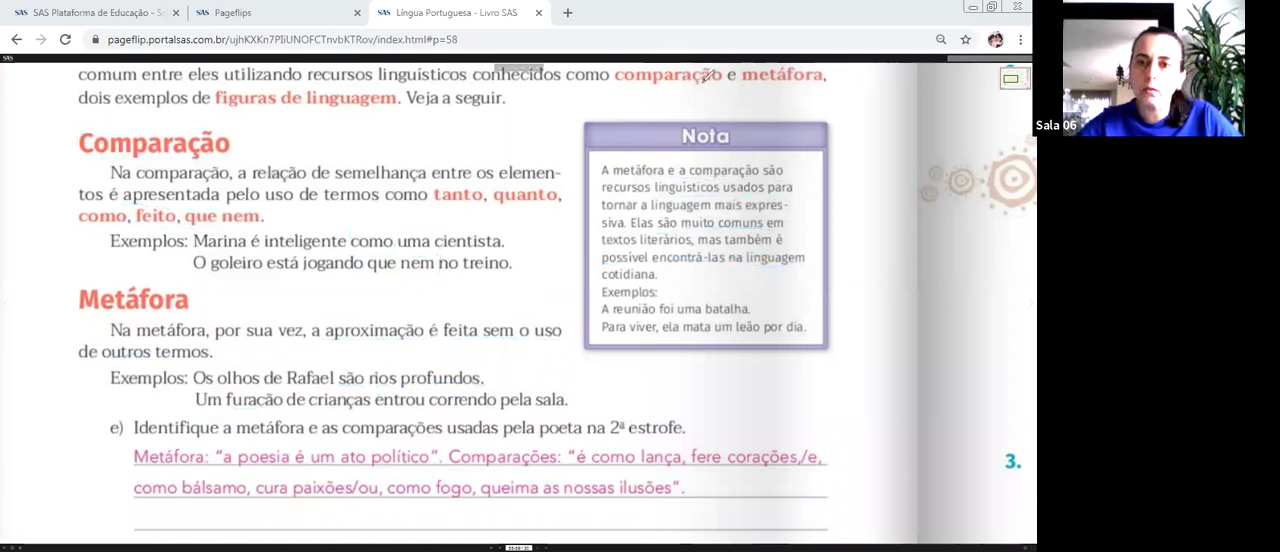 SAS Plataforma de Educação - S
Pageflips
Língua Portuguesa - Livro SAS
pageflip.portalsas.com.br/ujhKXKn7PIiUNOFCTnvbKTRov/index.html#p=58
SAS
Sala 06
comum entre eles utilizando recursos linguísticos conhecidos como comparação e metáfora,
dois exemplos de figuras de linguagem. Veja a seguir.
Comparação
Na comparação, a relação de semelhança entre os elemen-
tos é apresentada pelo uso de termos como tanto, quanto,
como, feito, que nem.
Exemplos: Marina é inteligente como uma cientista.
O goleiro está jogando que nem no treino.
Metáfora
Na metáfora, por sua vez, a aproximação é feita sem o uso
de outros termos.
Exemplos: Os olhos de Rafael são rios profundos.
Um furacão de crianças entrou correndo pela sala.
Nota
A metáfora e a comparação são
recursos linguísticos usados para
tornar a linguagem mais expres-
siva. Elas são muito comuns em
textos literários, mas também é
possível encontrá-las na linguagem
cotidiana.
Exemplos:
A reunião foi uma batalha.
Para viver, ela mata um leão por dia.
e) Identifique a metáfora e as comparações usadas pela poeta na 2ª estrofe.
Metáfora: “a poesia é um ato político”. Comparações: “é como lança, fere corações,/e,
como bálsamo, cura paixões/ou, como fogo, queima as nossas ilusões”.
3.